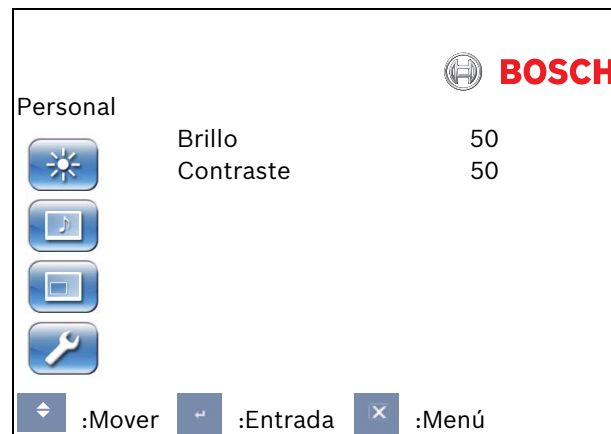 BOSCH
Personal
Brillo 50
Contraste 50
:Mover :Entrada :Menú